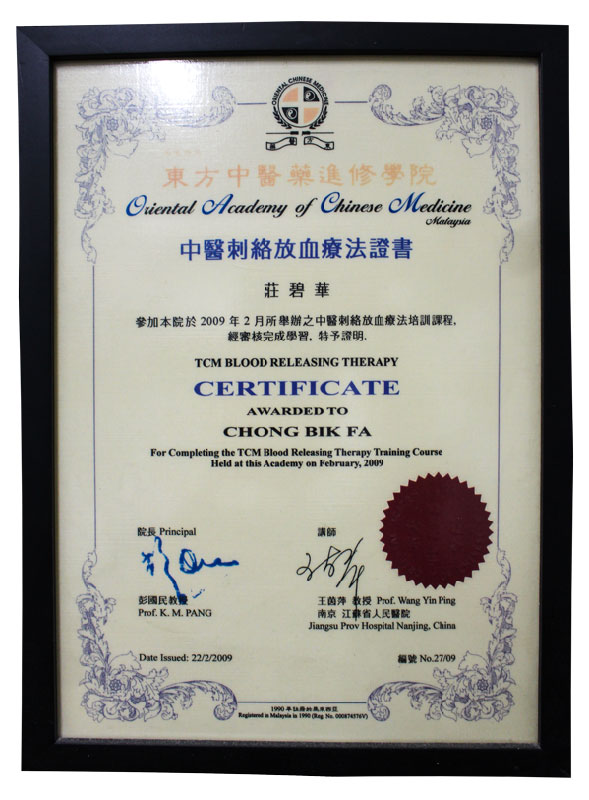 ORIENTAL CHINESE MEDICINE
東方中醫藥進修學院
Oriental Academy of Chinese Medicine
Malaysia
中醫刺絡放血療法證書
莊碧華
參加本院於 2009 年 2 月所舉辦之中醫刺絡放血療法培訓課程,
經審核完成學習, 特予證明.
TCM BLOOD RELEASING THERAPY
CERTIFICATE
AWARDED TO
CHONG BIK FA
For Completing the TCM Blood Releasing Therapy Training Course
Held at this Academy on February, 2009
院長 Principal
彭國民教授
Prof. K. M. PANG
講師
王茵萍 教授 Prof. Wang Yin Ping
南京 江蘇省人民醫院
Jiangsu Prov Hospital Nanjing, China
Date Issued: 22/2/2009
編號 No.27/09
1990 年註冊於馬來西亞
Registered in Malaysia in 1990 (Reg No. 000874576V)